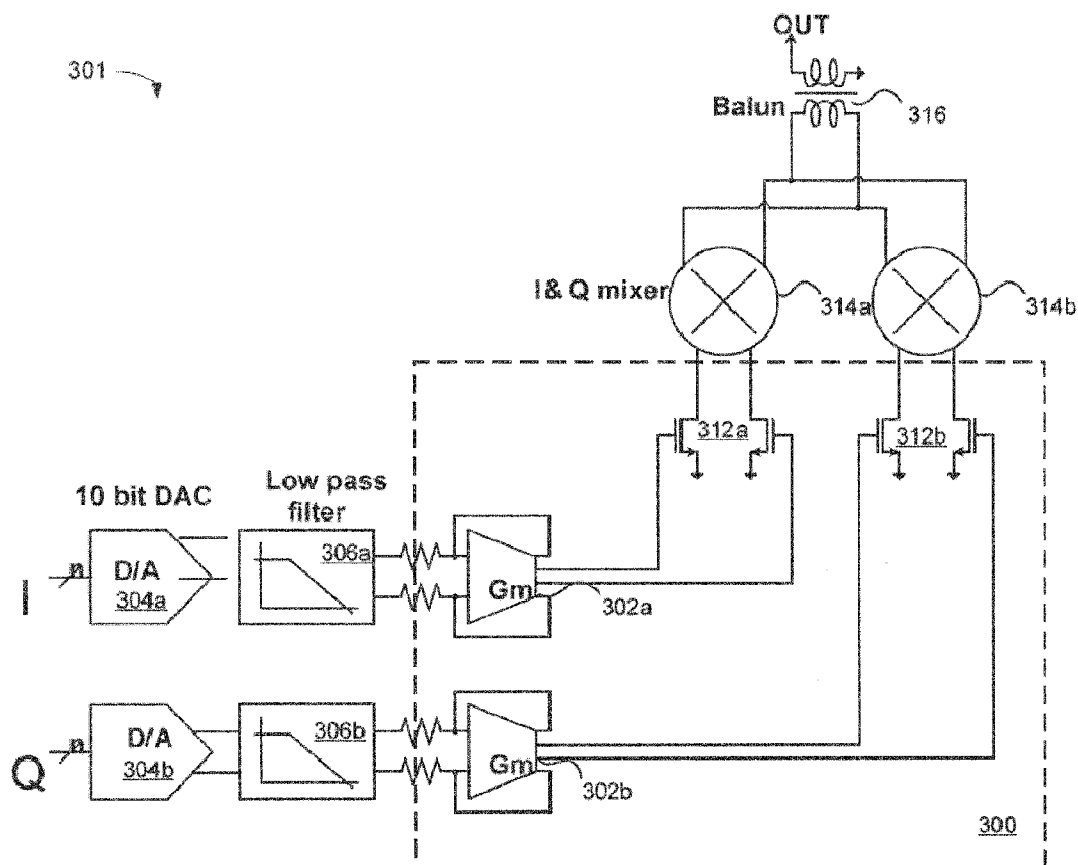 OUT
301
Balun
316
I& Q mixer
314a
314b
312a
312b
10 bit DAC
Low pass
filter
I
n
D/A
304a
306a
Gm
302a
Q
n
D/A
304b
306b
Gm
302b
300